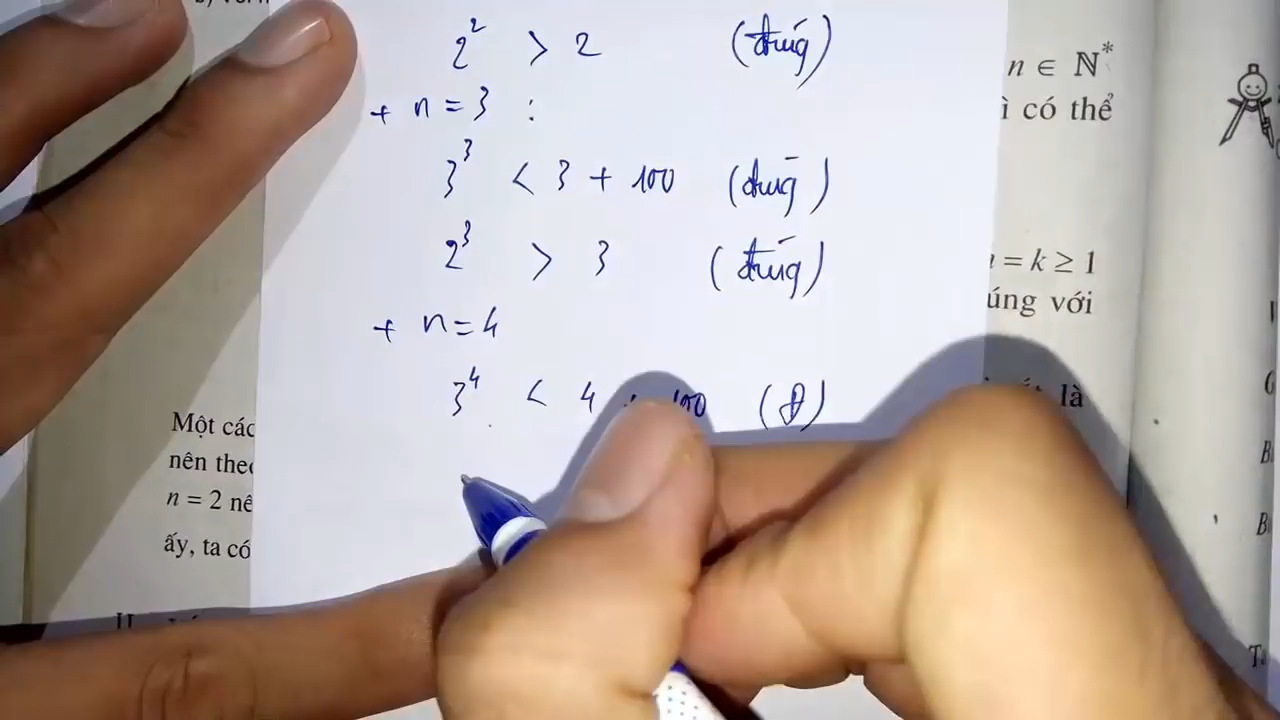 2² > 2 (đúng)
+ n = 3 :
3³ < 3 + 100 (đúng)
2³ > 3 (đúng)
+ n = 4
3⁴ < 4 + 100 (Đ)
Một các
nên theo
n = 2 nê
ấy, ta có
n ∈ ℕ*
ì có thể
= k ≥ 1
úng với
là